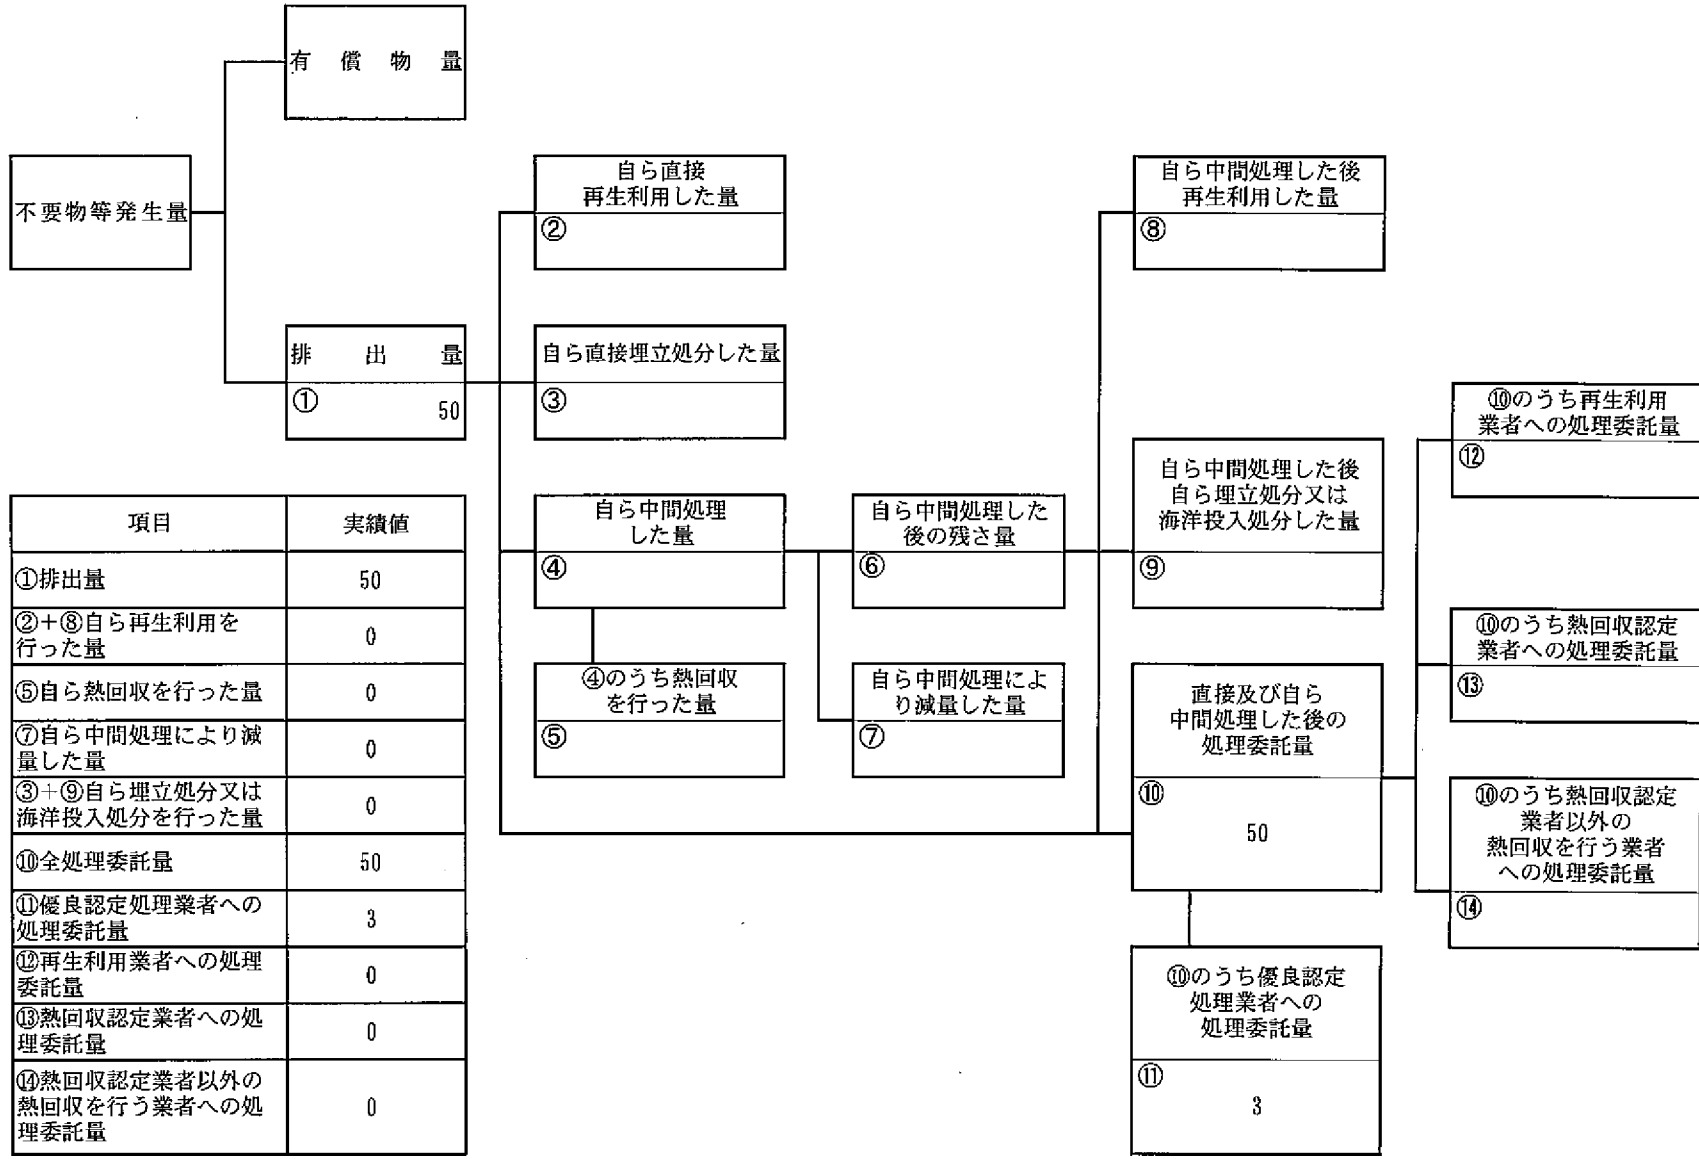 有償物量
不要物等発生量
自ら直接
再生利用した量
②
自ら中間処理した後
再生利用した量
⑧
排出量
①
50
自ら直接埋立処分した量
③
⑩のうち再生利用
業者への処理委託量
⑫
自ら中間処理
した量
④
自ら中間処理した
後の残さ量
⑥
自ら中間処理した後
自ら埋立処分又は
海洋投入処分した量
⑨
⑩のうち熱回収認定
業者への処理委託量
⑬
④のうち熱回収
を行った量
⑤
自ら中間処理によ
り減量した量
⑦
直接及び自ら
中間処理した後の
処理委託量
⑩
50
⑩のうち熱回収認定
業者以外の
熱回収を行う業者
への処理委託量
⑭
⑩のうち優良認定
処理業者への
処理委託量
⑪
3
項目 実績値
①排出量 50
②+⑧自ら再生利用を
行った量 0
⑤自ら熱回収を行った量 0
⑦自ら中間処理により減
量した量 0
③+⑨自ら埋立処分又は
海洋投入処分を行った量 0
⑩全処理委託量 50
⑪優良認定処理業者への
処理委託量 3
⑫再生利用業者への処理
委託量 0
⑬熱回収認定業者への処
理委託量 0
⑭熱回収認定業者以外の
熱回収を行う業者への処
理委託量 0